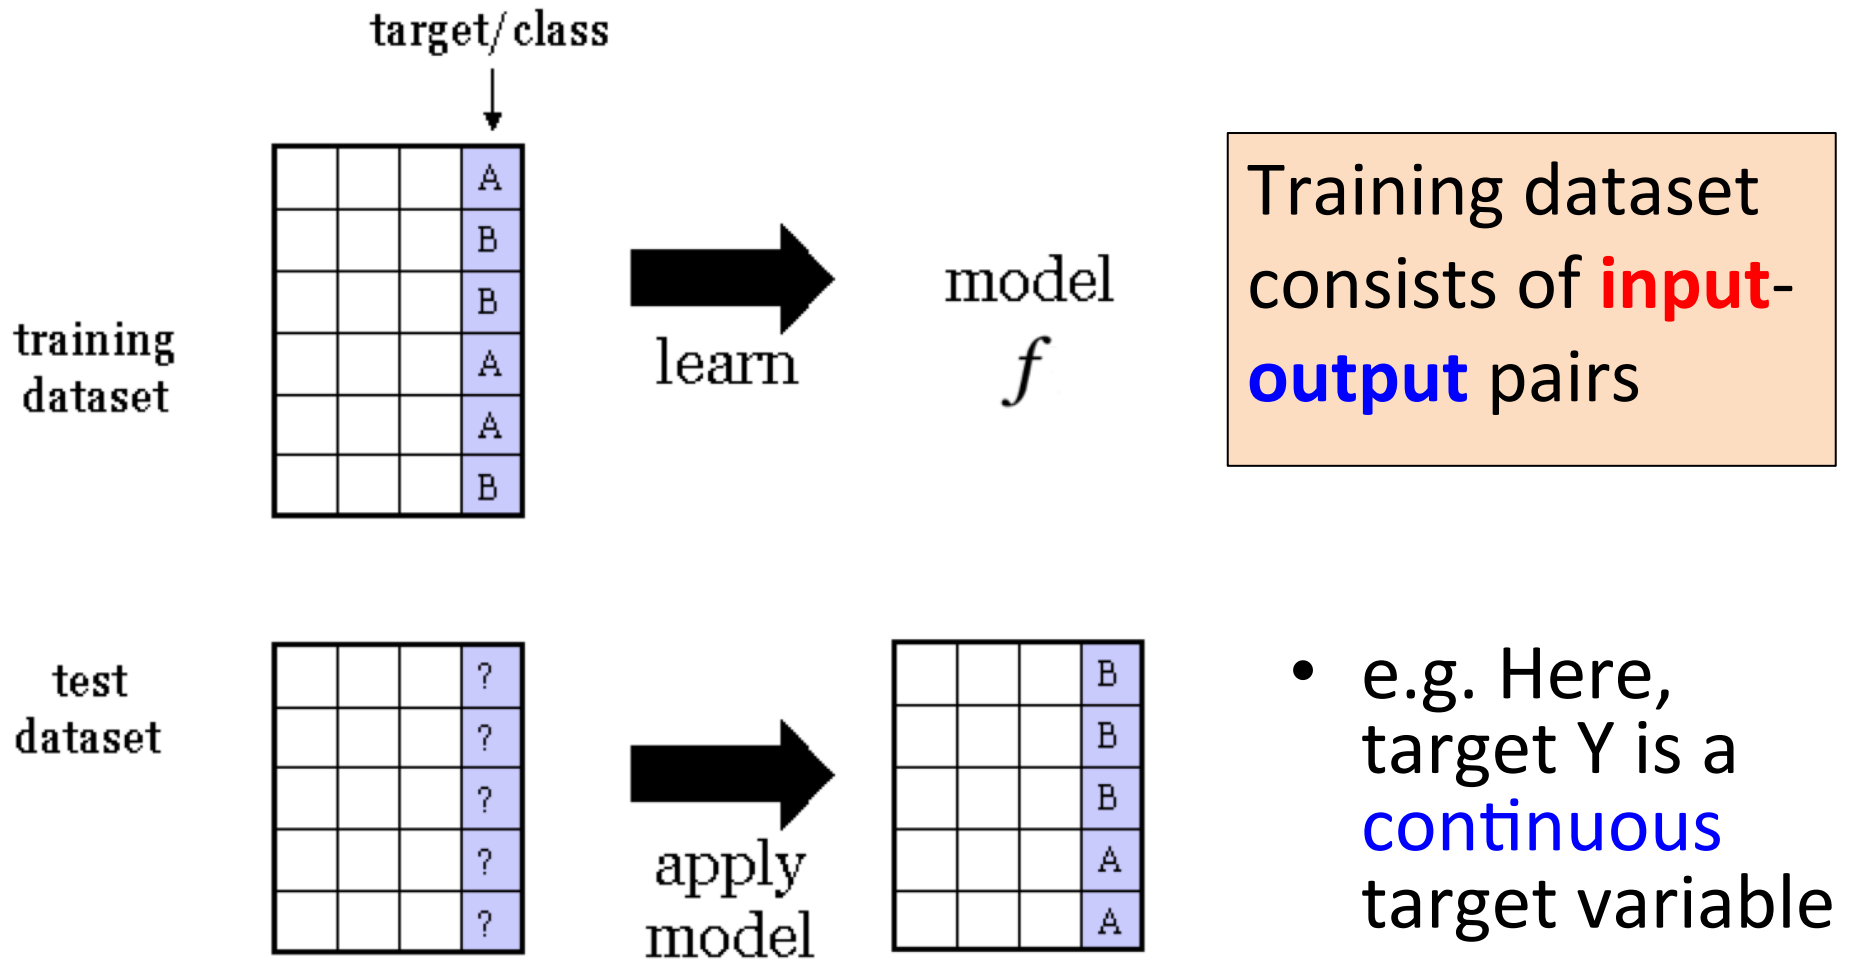 target/class
A
B
B
A
A
B
training
dataset
learn
model
f
Training dataset
consists of input-
output pairs
test
dataset
?
?
?
?
?
apply
model
B
B
B
A
A
• e.g. Here,
target Y is a
continuous
target variable